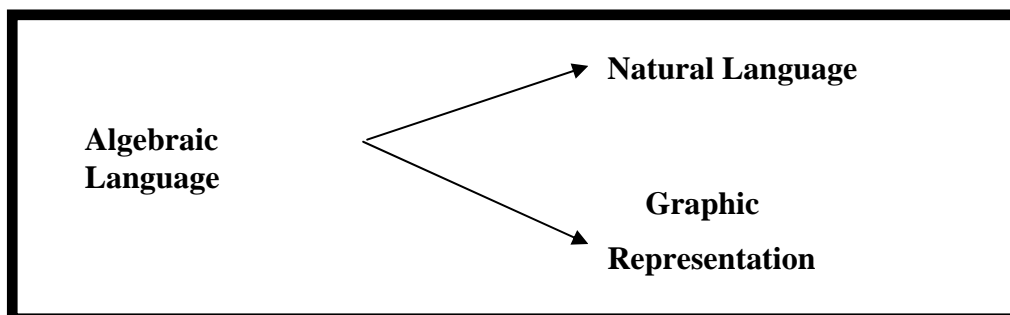 Natural Language
Algebraic
Language
Graphic
Representation